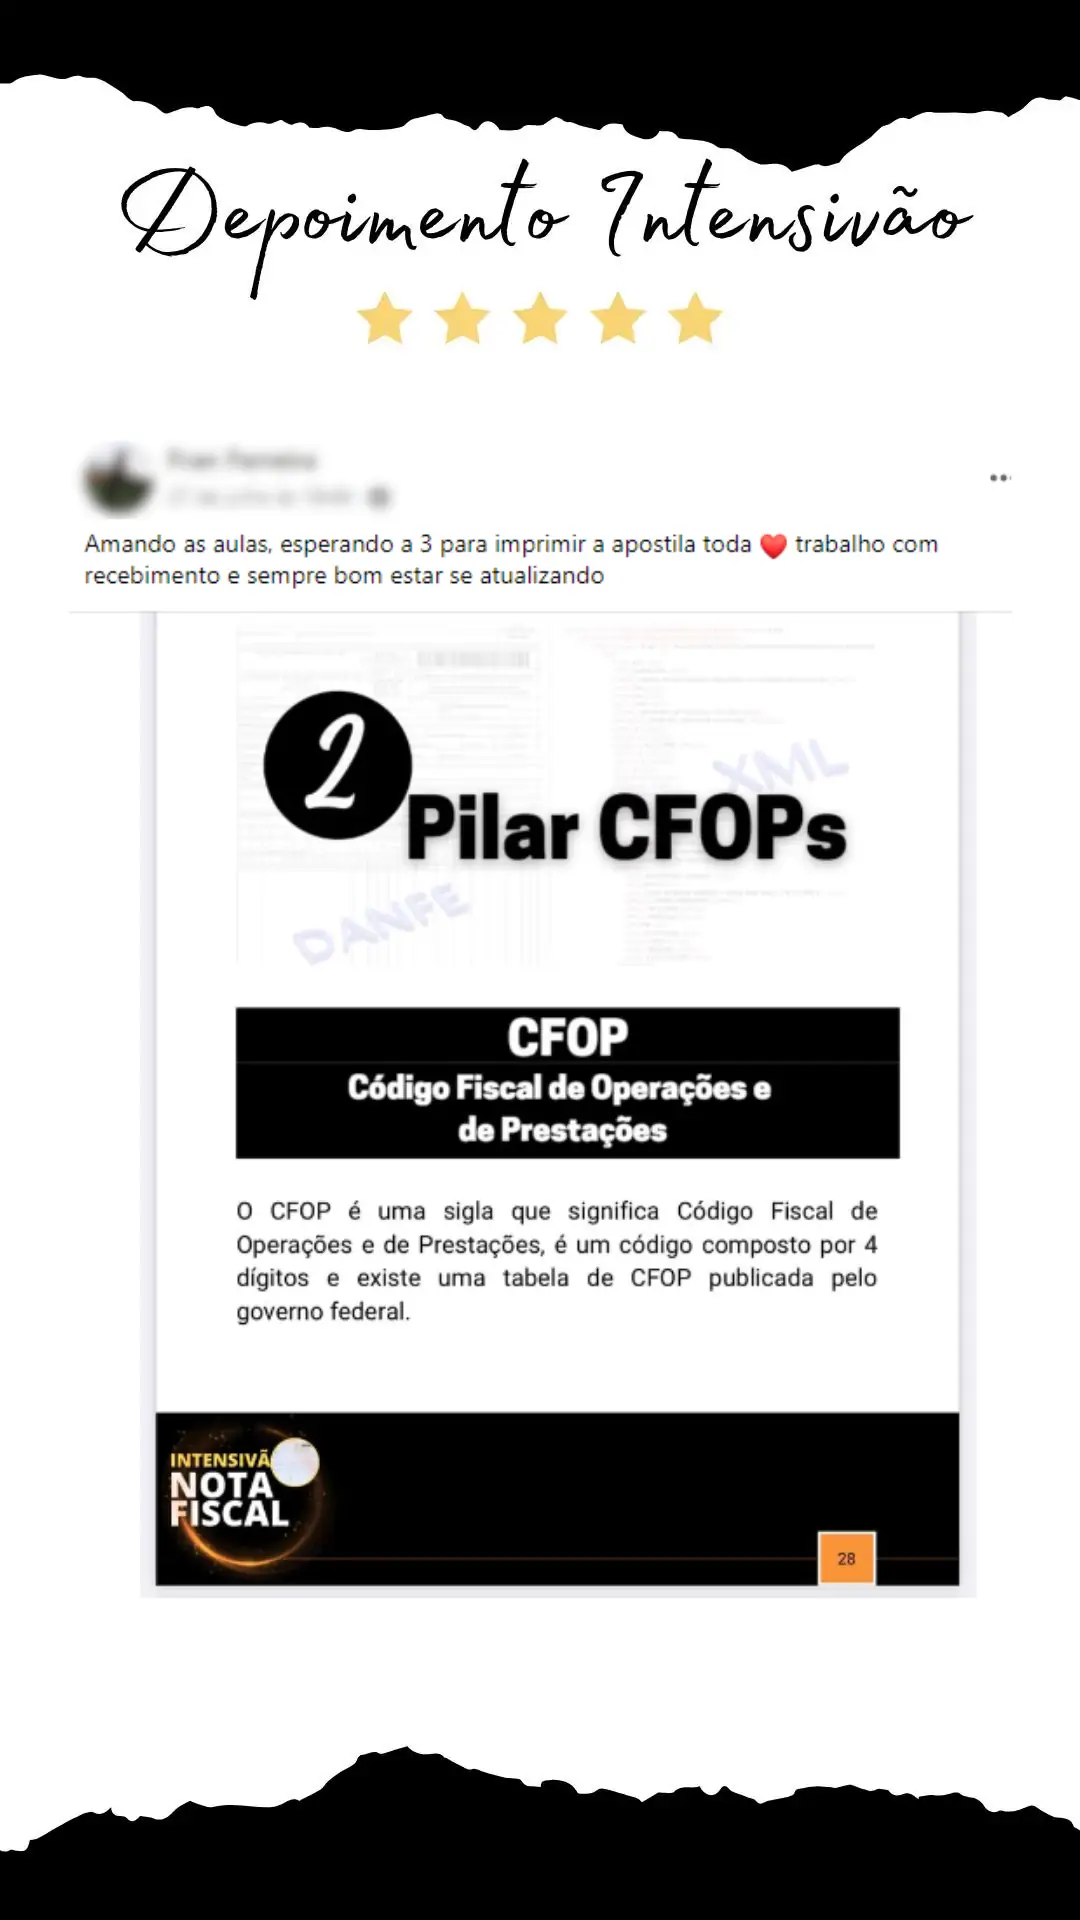 Depoimento Intensivão
Amando as aulas, esperando a 3 para imprimir a apostila toda ❤️ trabalho com
recebimento e sempre bom estar se atualizando
2
XML
Pilar CFOPs
DANFE
CFOP
Código Fiscal de Operações e
de Prestações
O CFOP é uma sigla que significa Código Fiscal de
Operações e de Prestações, é um código composto por 4
dígitos e existe uma tabela de CFOP publicada pelo
governo federal.
INTENSIVÃ
NOTA
FISCAL
28